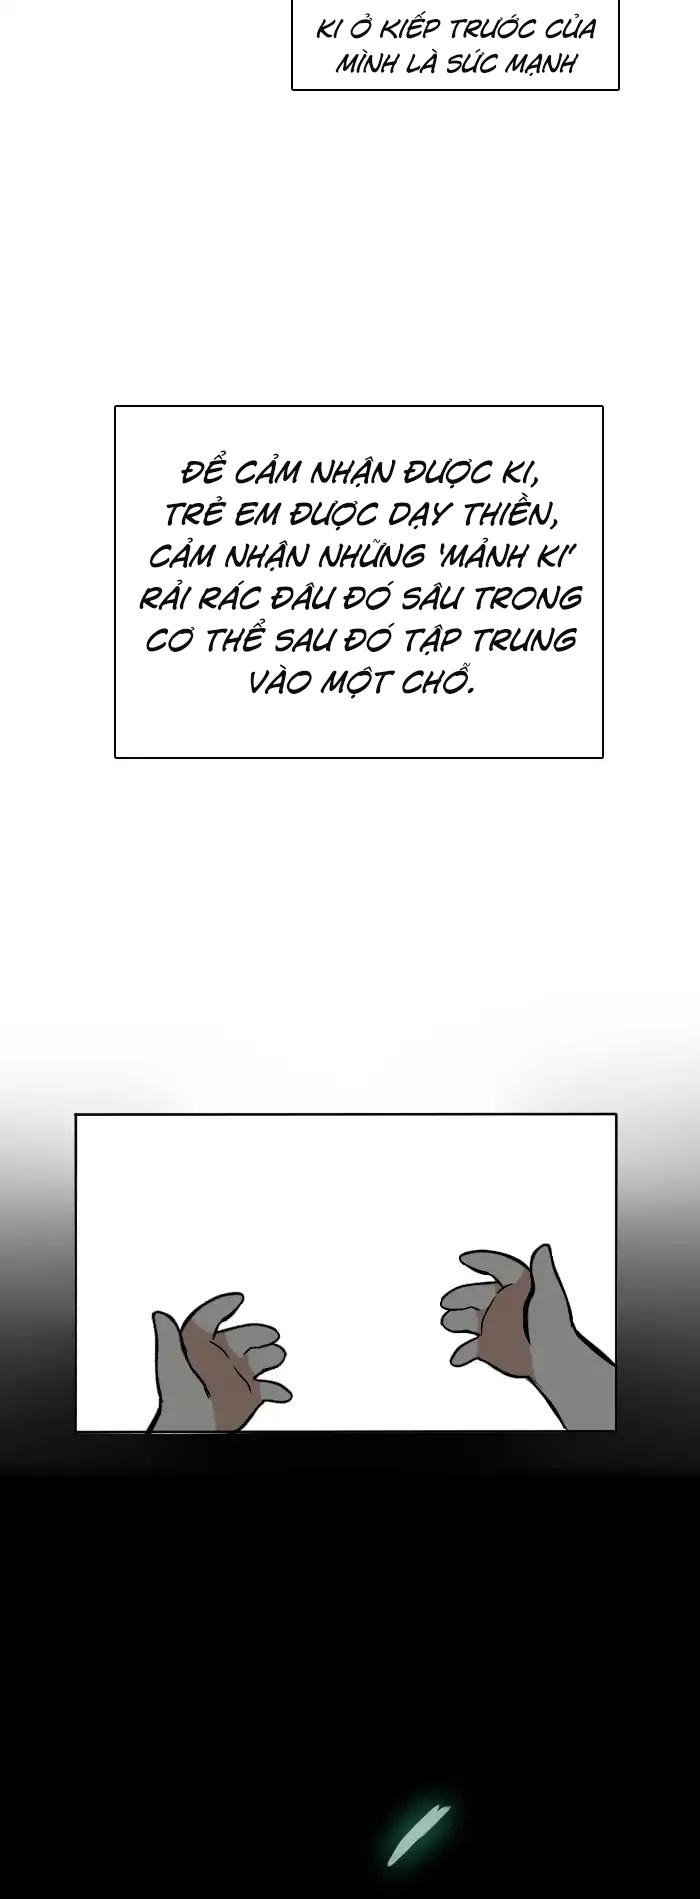 KI Ở KIẾP TRƯỚC CỦA
MÌNH LÀ SỨC MẠNH
ĐỂ CẢM NHẬN ĐƯỢC KI,
TRẺ EM ĐƯỢC DẠY THIỀN,
CẢM NHẬN NHỮNG 'MẢNH KI'
RẢI RÁC ĐÂU ĐÓ SÂU TRONG
CƠ THỂ SAU ĐÓ TẬP TRUNG
VÀO MỘT CHỖ.